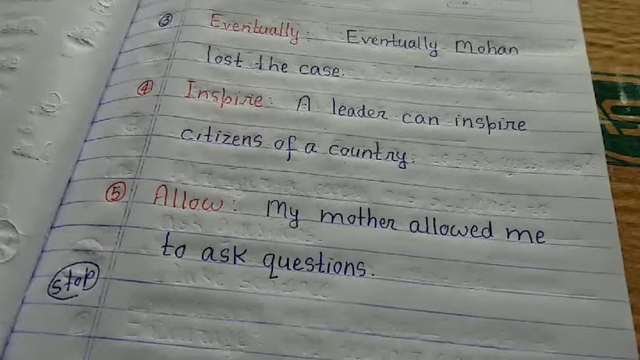 ③ Eventually: Eventually Mohan
lost the case.
④ Inspire: A leader can inspire
citizens of a country.
⑤ Allow: My mother allowed me
to ask questions.
stop